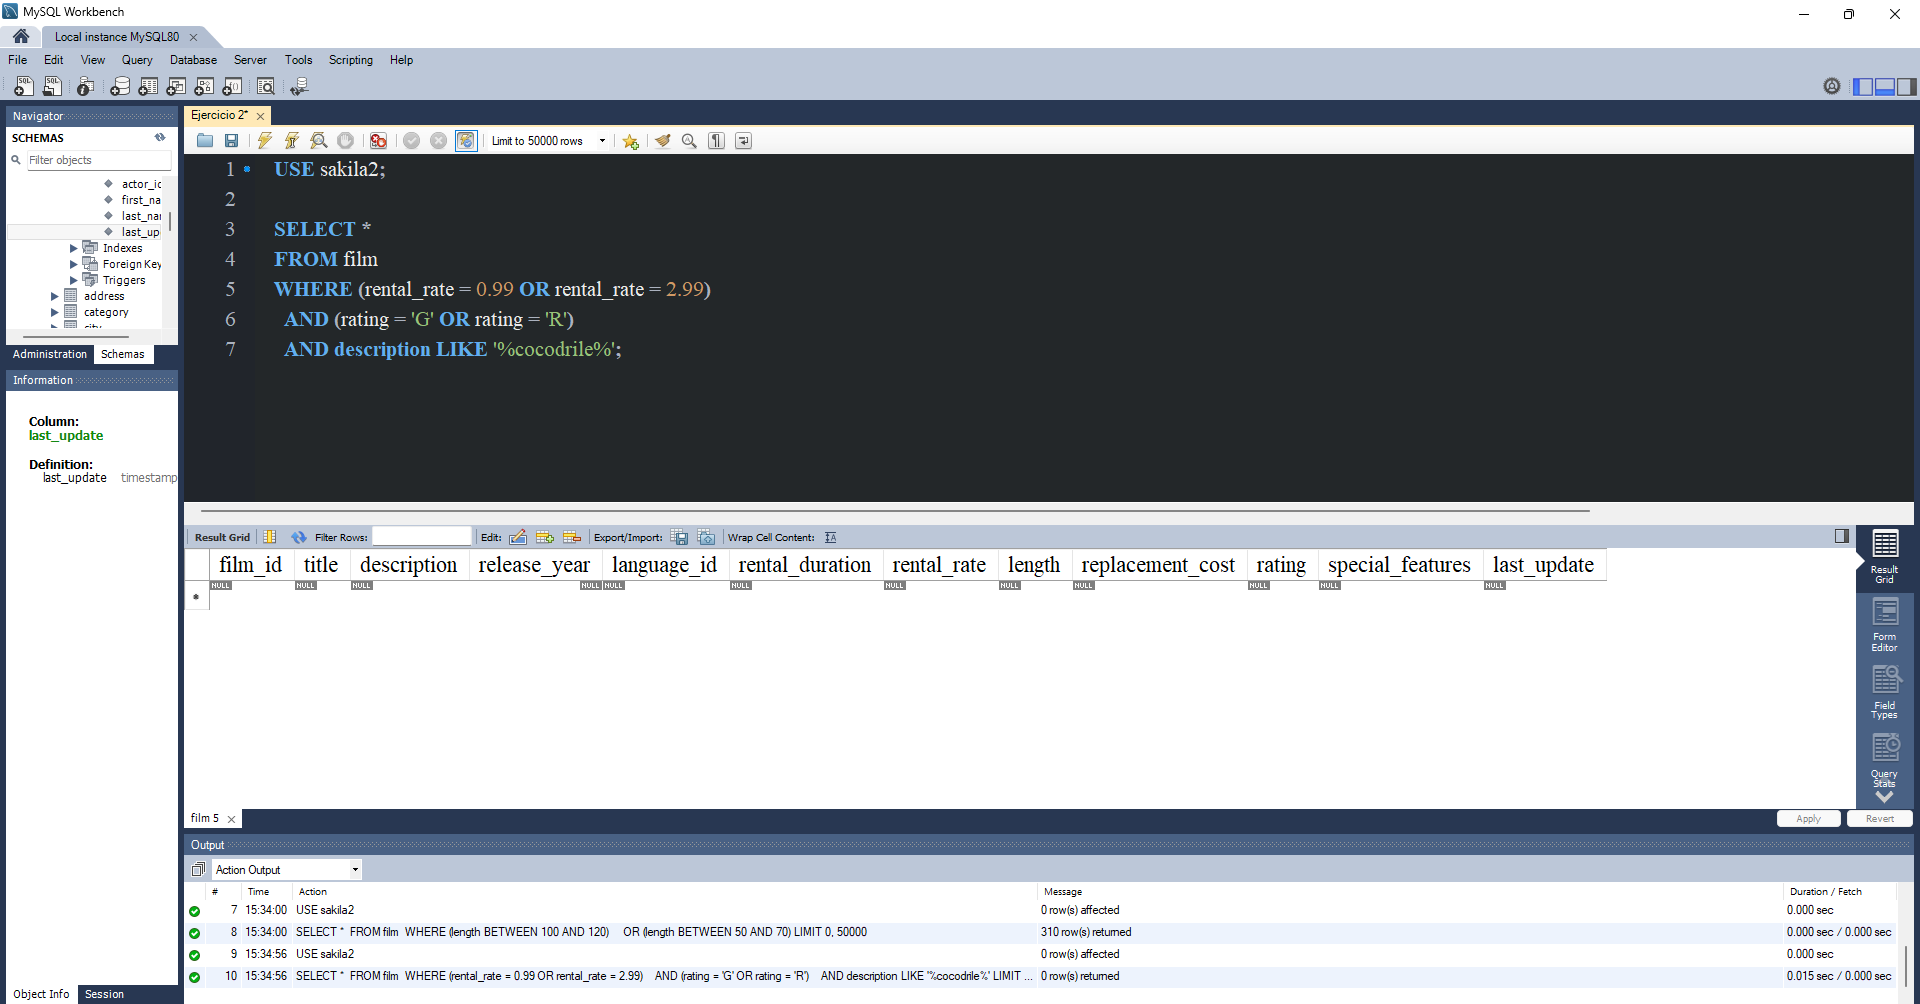 MySQL Workbench
Local instance MySQL80
File Edit View Query Database Server Tools Scripting Help
Navigator
SCHEMAS
Filter objects
actor_ic
first_na
last_nar
last_up
Indexes
Foreign Key
Triggers
address
category
city
Administration Schemas
Information
Column:
last_update
Definition:
last_update timestamp
Object Info Session
Ejercicio 2*
Limit to 50000 rows
1 USE sakila2;
2
3 SELECT *
4 FROM film
5 WHERE (rental_rate = 0.99 OR rental_rate = 2.99)
6 AND (rating = 'G' OR rating = 'R')
7 AND description LIKE '%cocodrile%';
Result Grid Filter Rows: Edit: Export/Import: Wrap Cell Content:
film_id title description release_year language_id rental_duration rental_rate length replacement_cost rating special_features last_update
NULL NULL NULL NULL NULL NULL NULL NULL NULL NULL NULL NULL
Result Grid
Form Editor
Field Types
Query Stats
film 5
Apply Revert
Output
Action Output
# Time Action Message Duration / Fetch
7 15:34:00 USE sakila2 0 row(s) affected 0.000 sec
8 15:34:00 SELECT * FROM film WHERE (length BETWEEN 100 AND 120) OR (length BETWEEN 50 AND 70) LIMIT 0, 50000 310 row(s) returned 0.000 sec / 0.000 sec
9 15:34:56 USE sakila2 0 row(s) affected 0.000 sec
10 15:34:56 SELECT * FROM film WHERE (rental_rate = 0.99 OR rental_rate = 2.99) AND (rating = 'G' OR rating = 'R') AND description LIKE '%cocodrile%' LIMIT ... 0 row(s) returned 0.015 sec / 0.000 sec